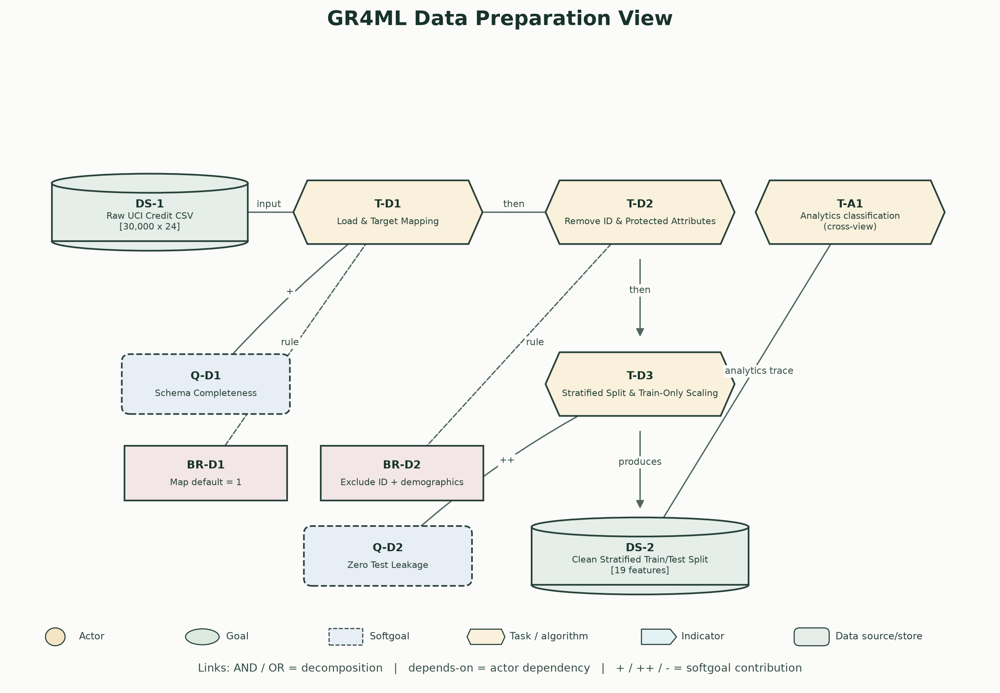 GR4ML Data Preparation View
DS-1
Raw UCI Credit CSV
[30,000 x 24]
input
T-D1
Load & Target Mapping
then
T-D2
Remove ID & Protected Attributes
T-A1
Analytics classification
(cross-view)
+
then
rule
rule
Q-D1
Schema Completeness
T-D3
Stratified Split & Train-Only Scaling
analytics trace
BR-D1
Map default = 1
BR-D2
Exclude ID + demographics
++
produces
Q-D2
Zero Test Leakage
DS-2
Clean Stratified Train/Test Split
[19 features]
Actor
Goal
Softgoal
Task / algorithm
Indicator
Data source/store
Links: AND / OR = decomposition | depends-on = actor dependency | + / ++ / - = softgoal contribution